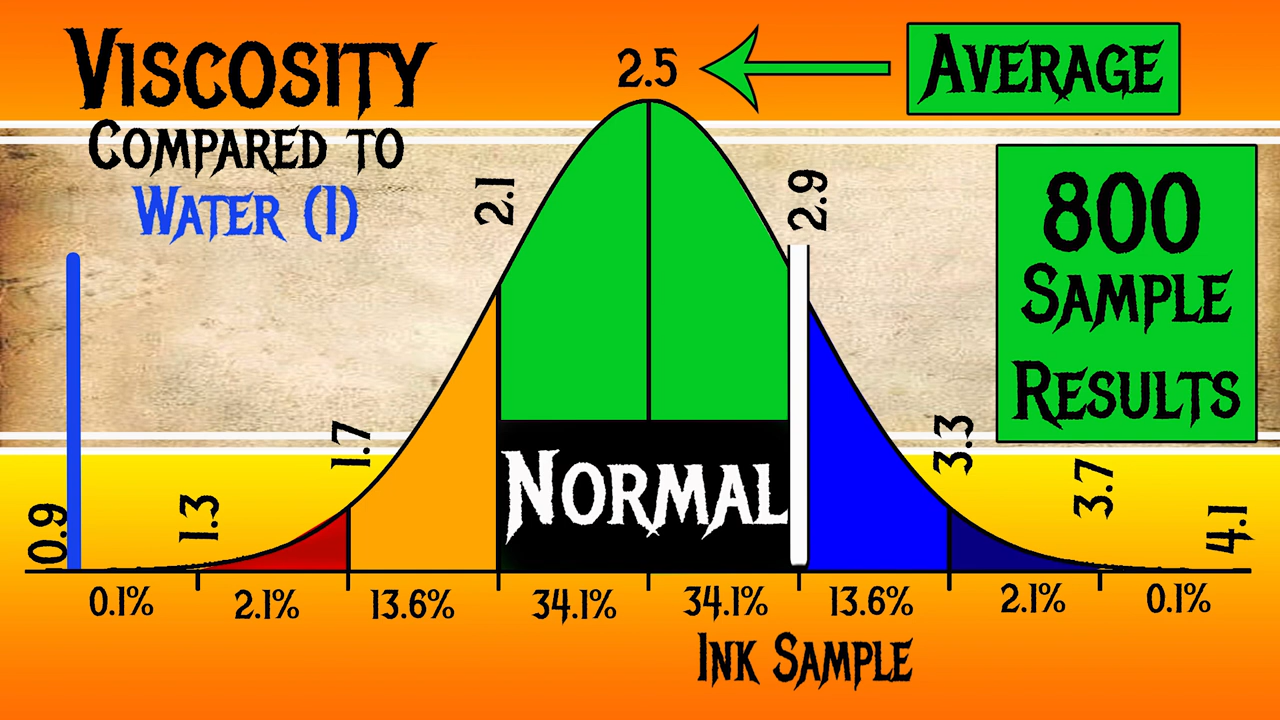 VISCOSITY
COMPARED TO
WATER (1)
2.5
AVERAGE
800
SAMPLE
RESULTS
2.1
2.9
1.7
3.3
1.3
3.7
0.9
4.1
NORMAL
0.1% 2.1% 13.6% 34.1% 34.1% 13.6% 2.1% 0.1%
INK SAMPLE